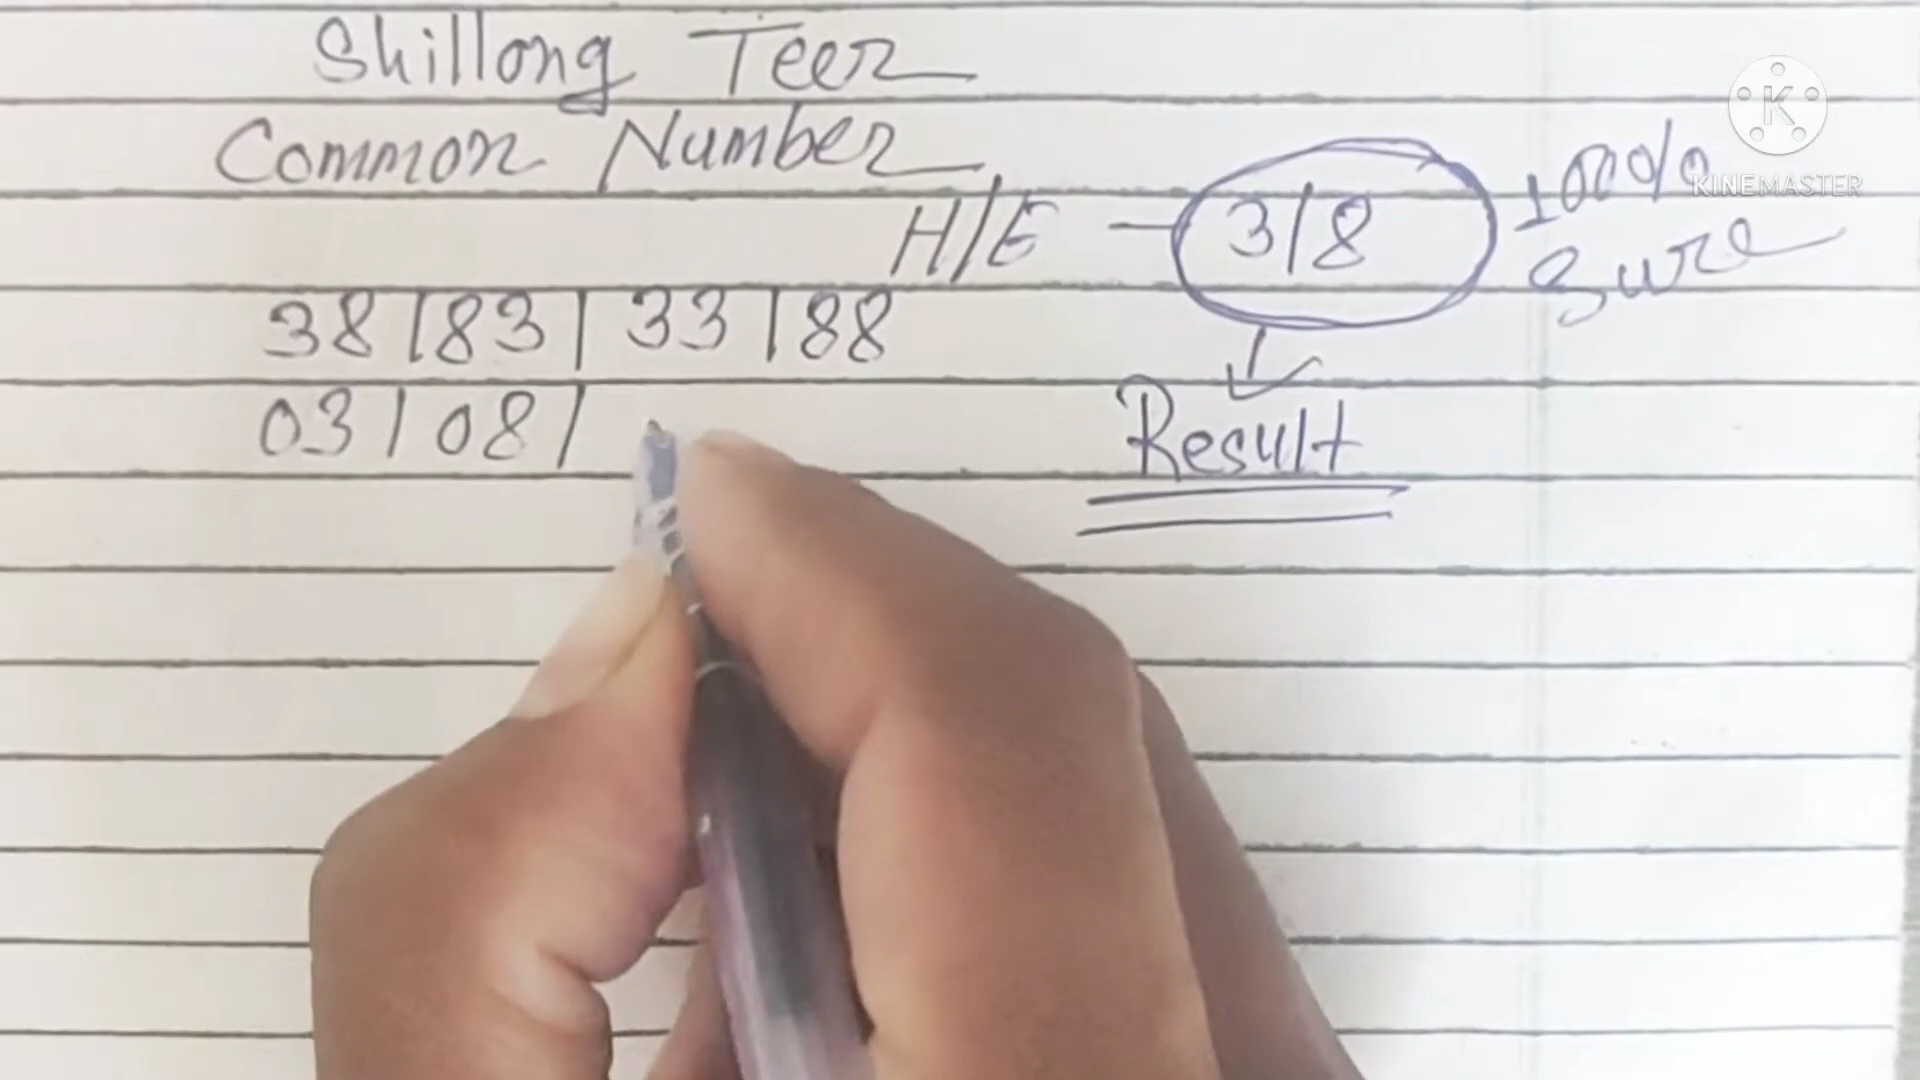 Shillong Teer
Common Number
H/E - 3/8
100%
Sure
38/83/33/88
03/08/
Result
K
KINEMASTER